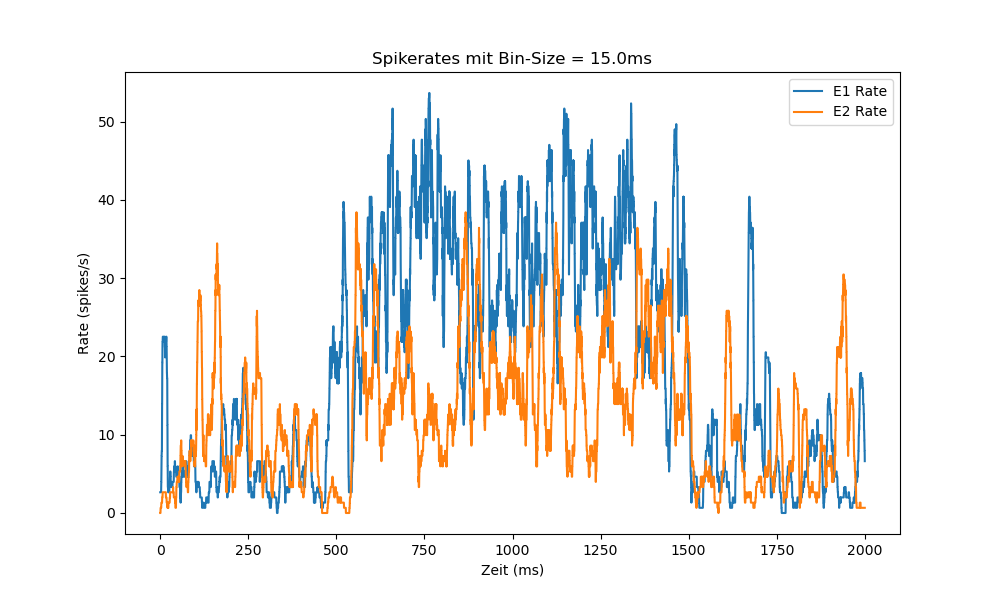 Spikerates mit Bin-Size = 15.0ms
E1 Rate
E2 Rate
50
40
30
20
10
0
Rate (spikes/s)
0 250 500 750 1000 1250 1500 1750 2000
Zeit (ms)